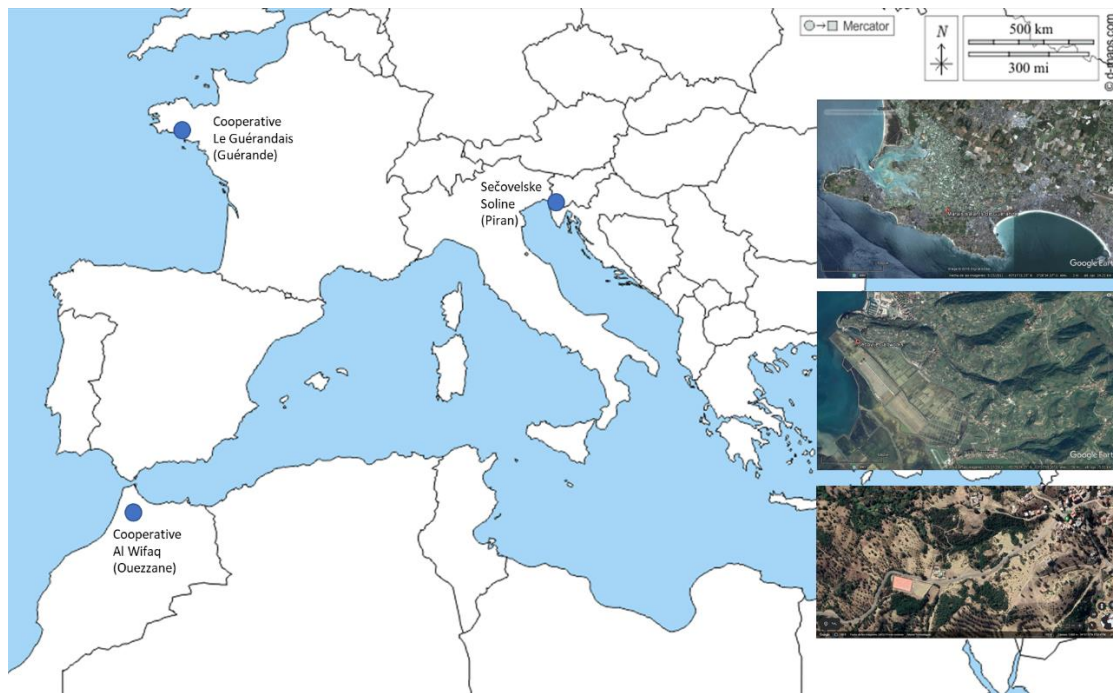 Mercator
N
500 km
300 mi
© d-maps.com
Cooperative
Le Guérandais
(Guérande)
Sečovelske
Soline
(Piran)
Cooperative
Al Wifaq
(Ouezzane)
Google Earth
Google Earth